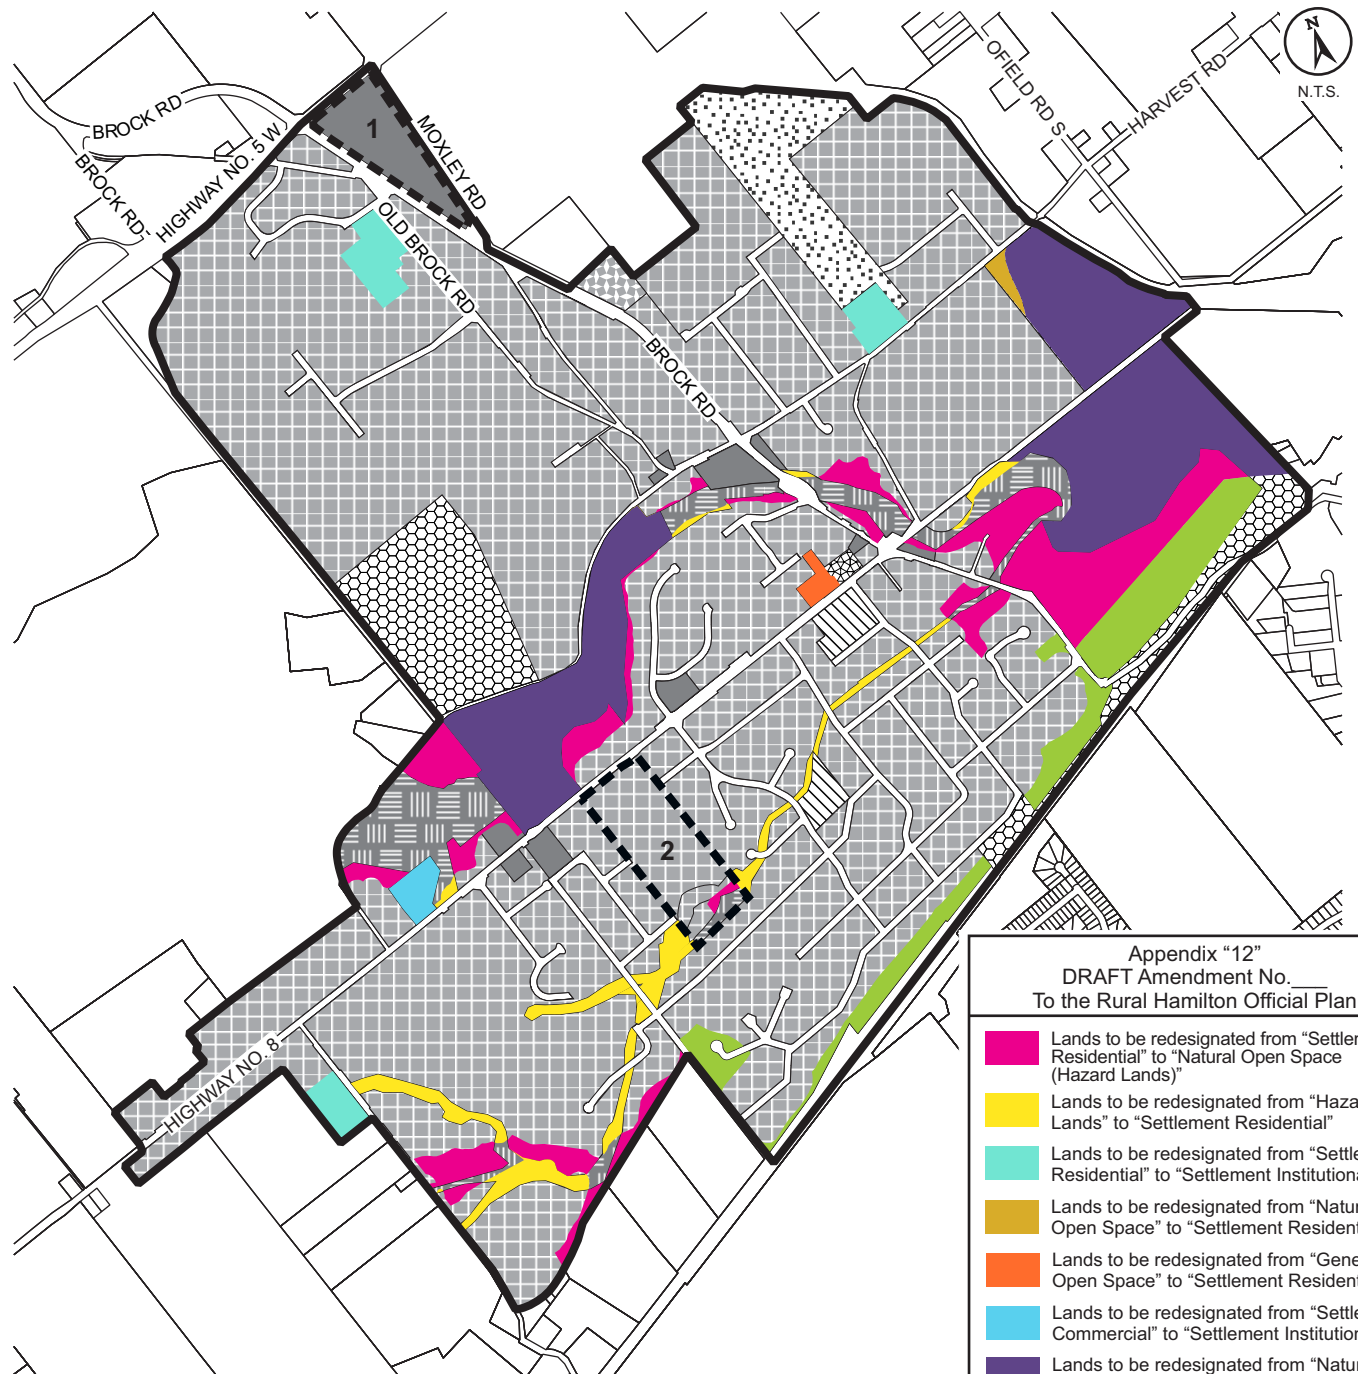 N
N.T.S.
OFIELD RD S
HARVEST RD
BROCK RD
BROCK RD
HIGHWAY NO. 5 W
1
MOXLEY RD
OLD BROCK RD
BROCK RD
2
HIGHWAY NO. 8
Appendix “12”
DRAFT Amendment No.___
To the Rural Hamilton Official Plan
Lands to be redesignated from “Settler
Residential” to “Natural Open Space
(Hazard Lands)”
Lands to be redesignated from “Haza
Lands” to “Settlement Residential”
Lands to be redesignated from “Settle
Residential” to “Settlement Institutiona
Lands to be redesignated from “Natur
Open Space” to “Settlement Resident
Lands to be redesignated from “Gene
Open Space” to “Settlement Resident
Lands to be redesignated from “Settle
Commercial” to “Settlement Institution
Lands to be redesignated from “Natur